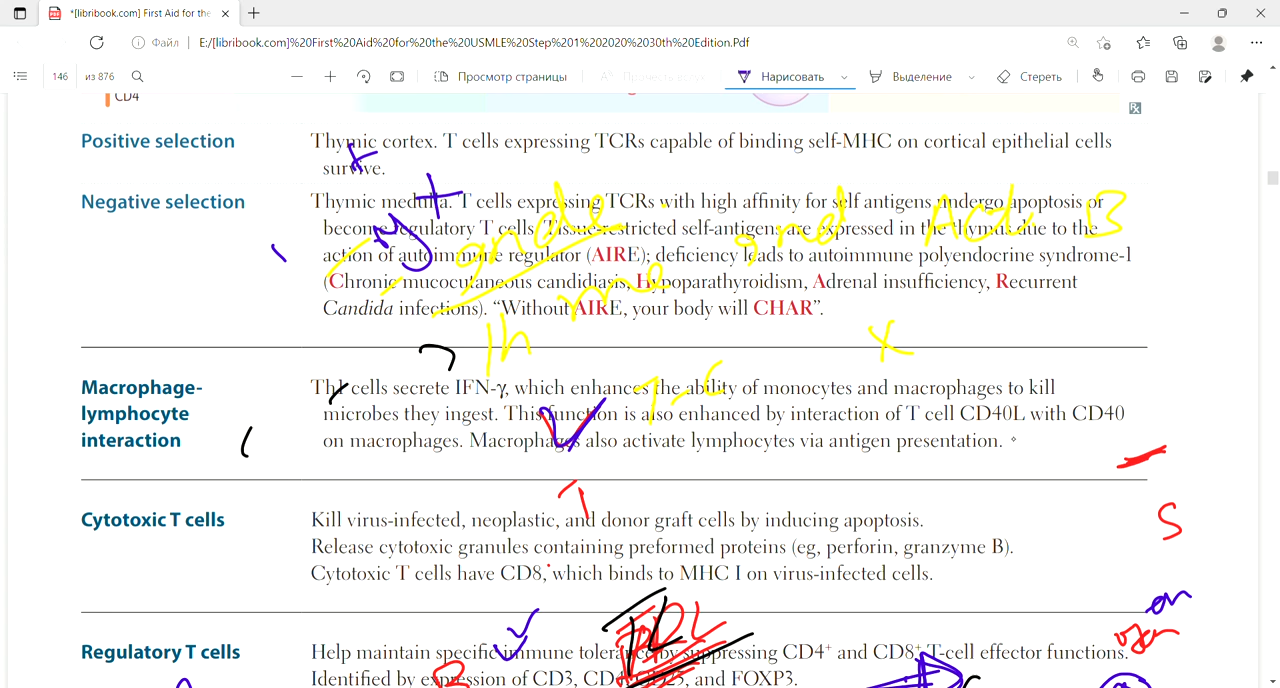 *[libribook.com] First Aid for the
Файл
E:/[libribook.com]%20First%20Aid%20for%20the%20USMLE%20Step%201%202020%2030th%20Edition.Pdf
146 из 876
Просмотр страницы
Прочесть вслух
Нарисовать
Выделение
Стереть
CD4
Rx
Positive selection
Thymic cortex. T cells expressing TCRs capable of binding self-MHC on cortical epithelial cells
survive.
Negative selection
Thymic medulla. T cells expressing TCRs with high affinity for self antigens undergo apoptosis or
become regulatory T cells. Tissue-restricted self-antigens are expressed in the thymus due to the
action of autoimmune regulator (AIRE); deficiency leads to autoimmune polyendocrine syndrome-1
(Chronic mucocutaneous candidiasis, Hypoparathyroidism, Adrenal insufficiency, Recurrent
Candida infections). “Without AIRE, your body will CHAR”.
Macrophage-
lymphocyte
interaction
Th1 cells secrete IFN-γ, which enhances the ability of monocytes and macrophages to kill
microbes they ingest. This function is also enhanced by interaction of T cell CD40L with CD40
on macrophages. Macrophages also activate lymphocytes via antigen presentation.
Cytotoxic T cells
Kill virus-infected, neoplastic, and donor graft cells by inducing apoptosis.
Release cytotoxic granules containing preformed proteins (eg, perforin, granzyme B).
Cytotoxic T cells have CD8, which binds to MHC I on virus-infected cells.
Regulatory T cells
Help maintain specific immune tolerance by suppressing CD4+ and CD8+ T-cell effector functions.
Identified by expression of CD3, CD4, CD25, and FOXP3.